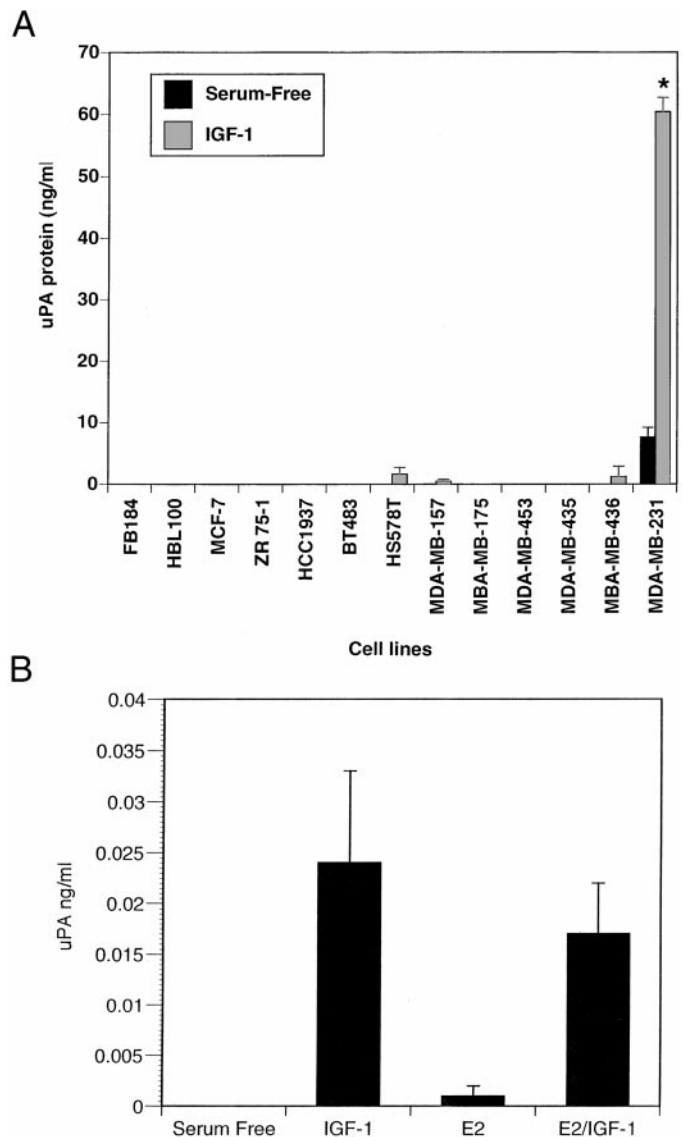 A
70
60
50
40
30
20
10
0
uPA protein (ng/ml)
Serum-Free
IGF-1
*
FB184
HBL100
MCF-7
ZR 75-1
HCC1937
BT483
HS578T
MDA-MB-157
MBA-MB-175
MDA-MB-453
MDA-MB-435
MBA-MB-436
MDA-MB-231
Cell lines
B
0.04
0.035
0.03
0.025
0.02
0.015
0.01
0.005
0
uPA ng/ml
Serum Free IGF-1 E2 E2/IGF-1